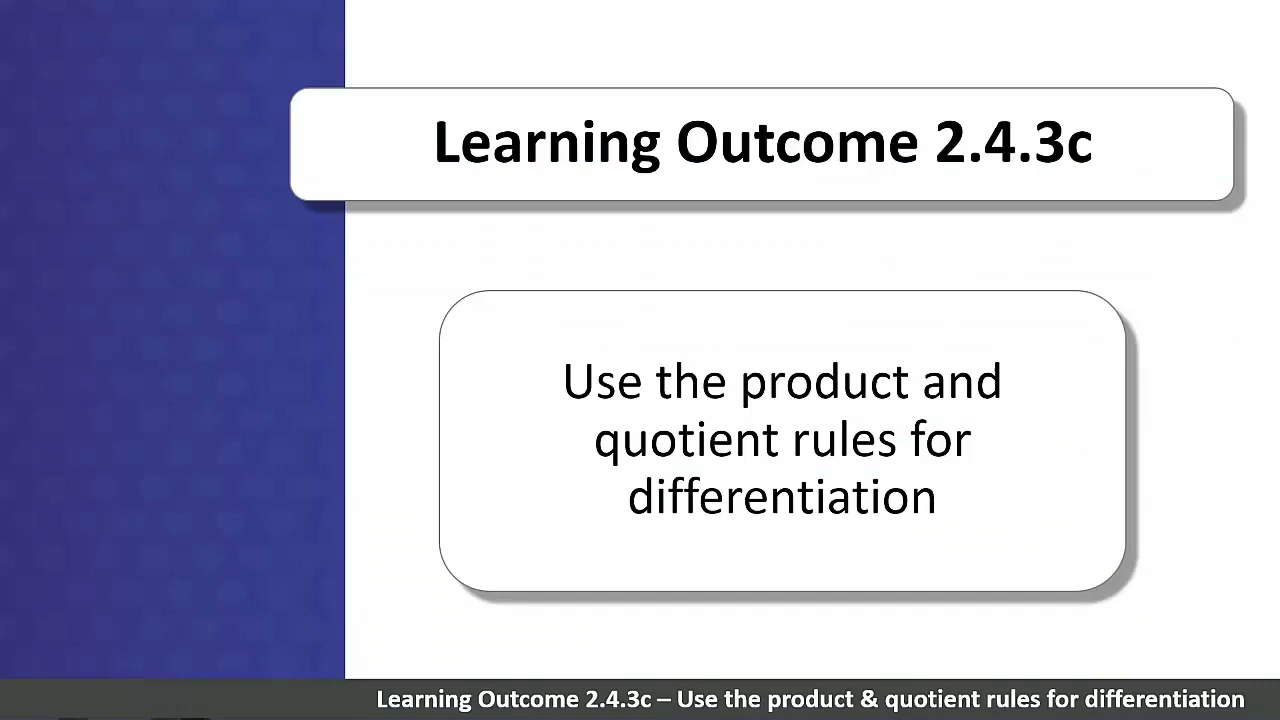 Learning Outcome 2.4.3c
Use the product and
quotient rules for
differentiation
Learning Outcome 2.4.3c – Use the product & quotient rules for differentiation